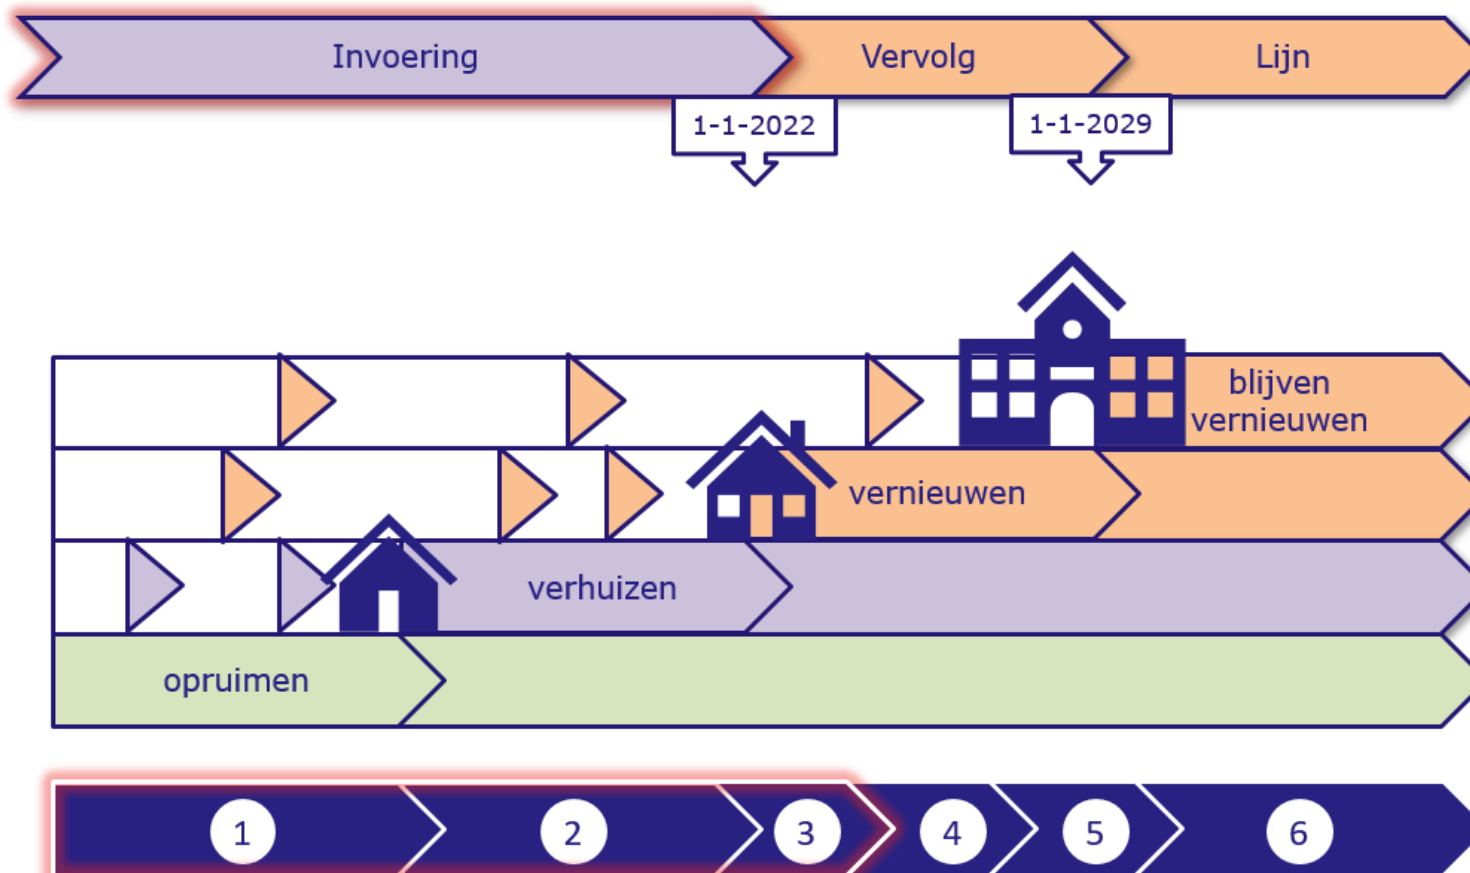 Invoering
Vervolg
Lijn
1-1-2022
1-1-2029
blijven
vernieuwen
vernieuwen
verhuizen
opruimen
1
2
3
4
5
6